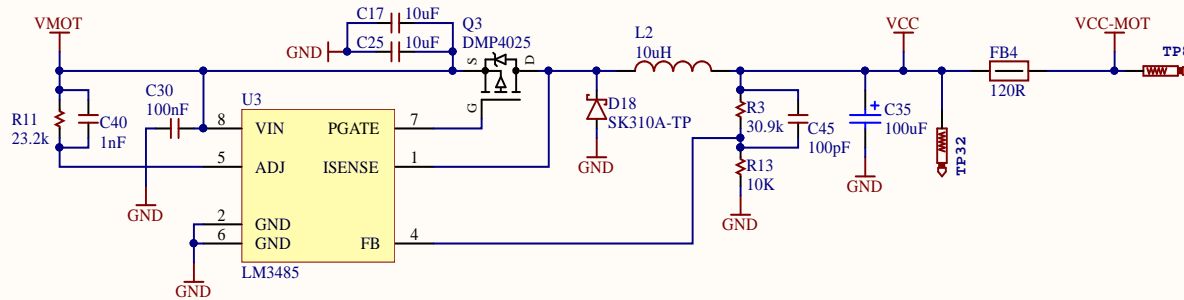 VMOT
C17
10uF
C25
10uF
GND
Q3
DMP4025
S
D
G
L2
10uH
VCC
VCC-MOT
FB4
120R
C30
100nF
R11
23.2k
C40
1nF
GND
U3
8
VIN
PGATE
7
5
ADJ
ISENSE
1
2
GND
6
GND
FB
4
LM3485
GND
D18
SK310A-TP
GND
R3
30.9k
C45
100pF
R13
10K
GND
+
C35
100uF
GND
TP32